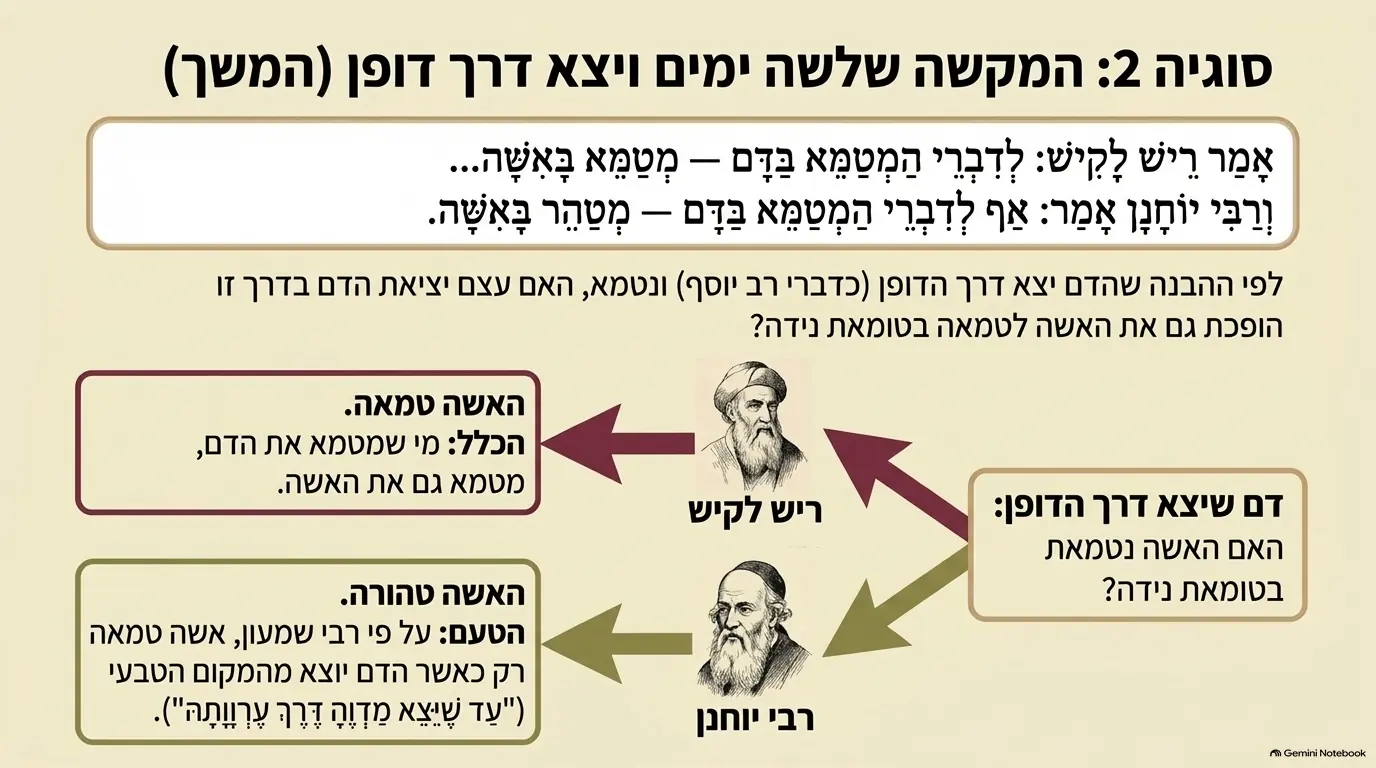 סוגיה 2: המקשה שלשה ימים ויצא דרך דופן (המשך)
אָמַר רֵישׁ לָקִישׁ: לְדִבְרֵי הַמְטַמֵּא בַּדָּם — מְטַמֵּא בָּאִשָּׁה...
וְרַבִּי יוֹחָנָן אָמַר: אַף לְדִבְרֵי הַמְטַמֵּא בַּדָּם — מְטַהֵר בָּאִשָּׁה.
לפי ההבנה שהדם יצא דרך הדופן (כדברי רב יוסף) ונטמא, האם עצם יציאת הדם בדרך זו
הופכת גם את האשה לטמאה בטומאת נידה?
דם שיצא דרך הדופן:
האם האשה נטמאת
בטומאת נידה?
ריש לקיש
האשה טמאה.
הכלל: מי שמטמא את הדם,
מטמא גם את האשה.
רבי יוחנן
האשה טהורה.
הטעם: על פי רבי שמעון, אשה טמאה
רק כאשר הדם יוצא מהמקום הטבעי
("עַד שֶׁיֵּצֵא מַדְוֶהָ דֶּרֶךְ עֶרְוָוָתָהּ").
Gemini Notebook